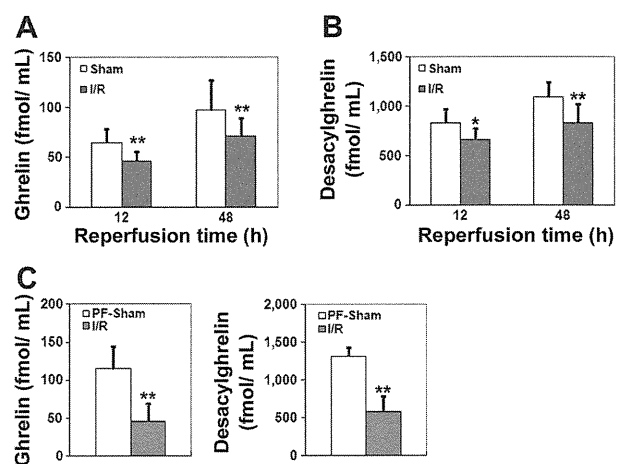 A
Ghrelin (fmol/ mL)
150
100
50
0
Sham
I/R
**
**
12
48
Reperfusion time (h)
B
Desacylghrelin
(fmol/ mL)
1,500
1,000
500
0
Sham
I/R
*
**
12
48
Reperfusion time (h)
C
Ghrelin (fmol/ mL)
200
150
100
50
0
PF-Sham
I/R
**
Desacylghrelin
(fmol/ mL)
2,000
1,500
1,000
500
0
PF-Sham
I/R
**